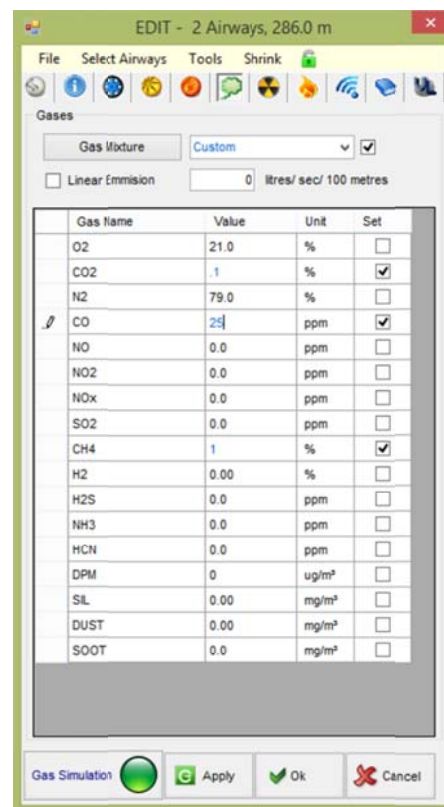 EDIT - 2 Airways, 286.0 m
File Select Airways Tools Shrink
Gases
Gas Mixture Custom
Linear Emmision 0 litres/ sec/ 100 metres
Gas Name Value Unit Set
O2 21.0 %
CO2 .1 %
N2 79.0 %
CO 25 ppm
NO 0.0 ppm
NO2 0.0 ppm
NOx 0.0 ppm
SO2 0.0 ppm
CH4 1 %
H2 0.00 %
H2S 0.0 ppm
NH3 0.0 ppm
HCN 0.0 ppm
DPM 0 ug/m³
SIL 0.00 mg/m³
DUST 0.00 mg/m³
SOOT 0.0 mg/m³
Gas Simulation Apply Ok Cancel